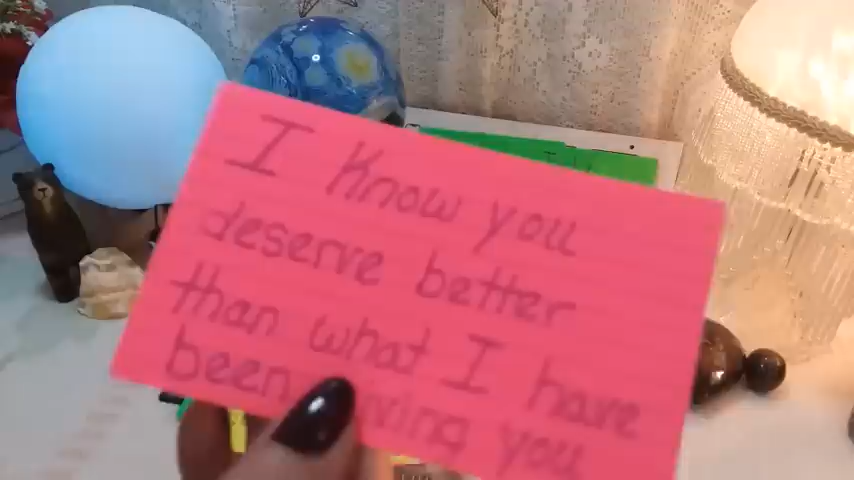 I Know you
deserve better
than what I have
been you